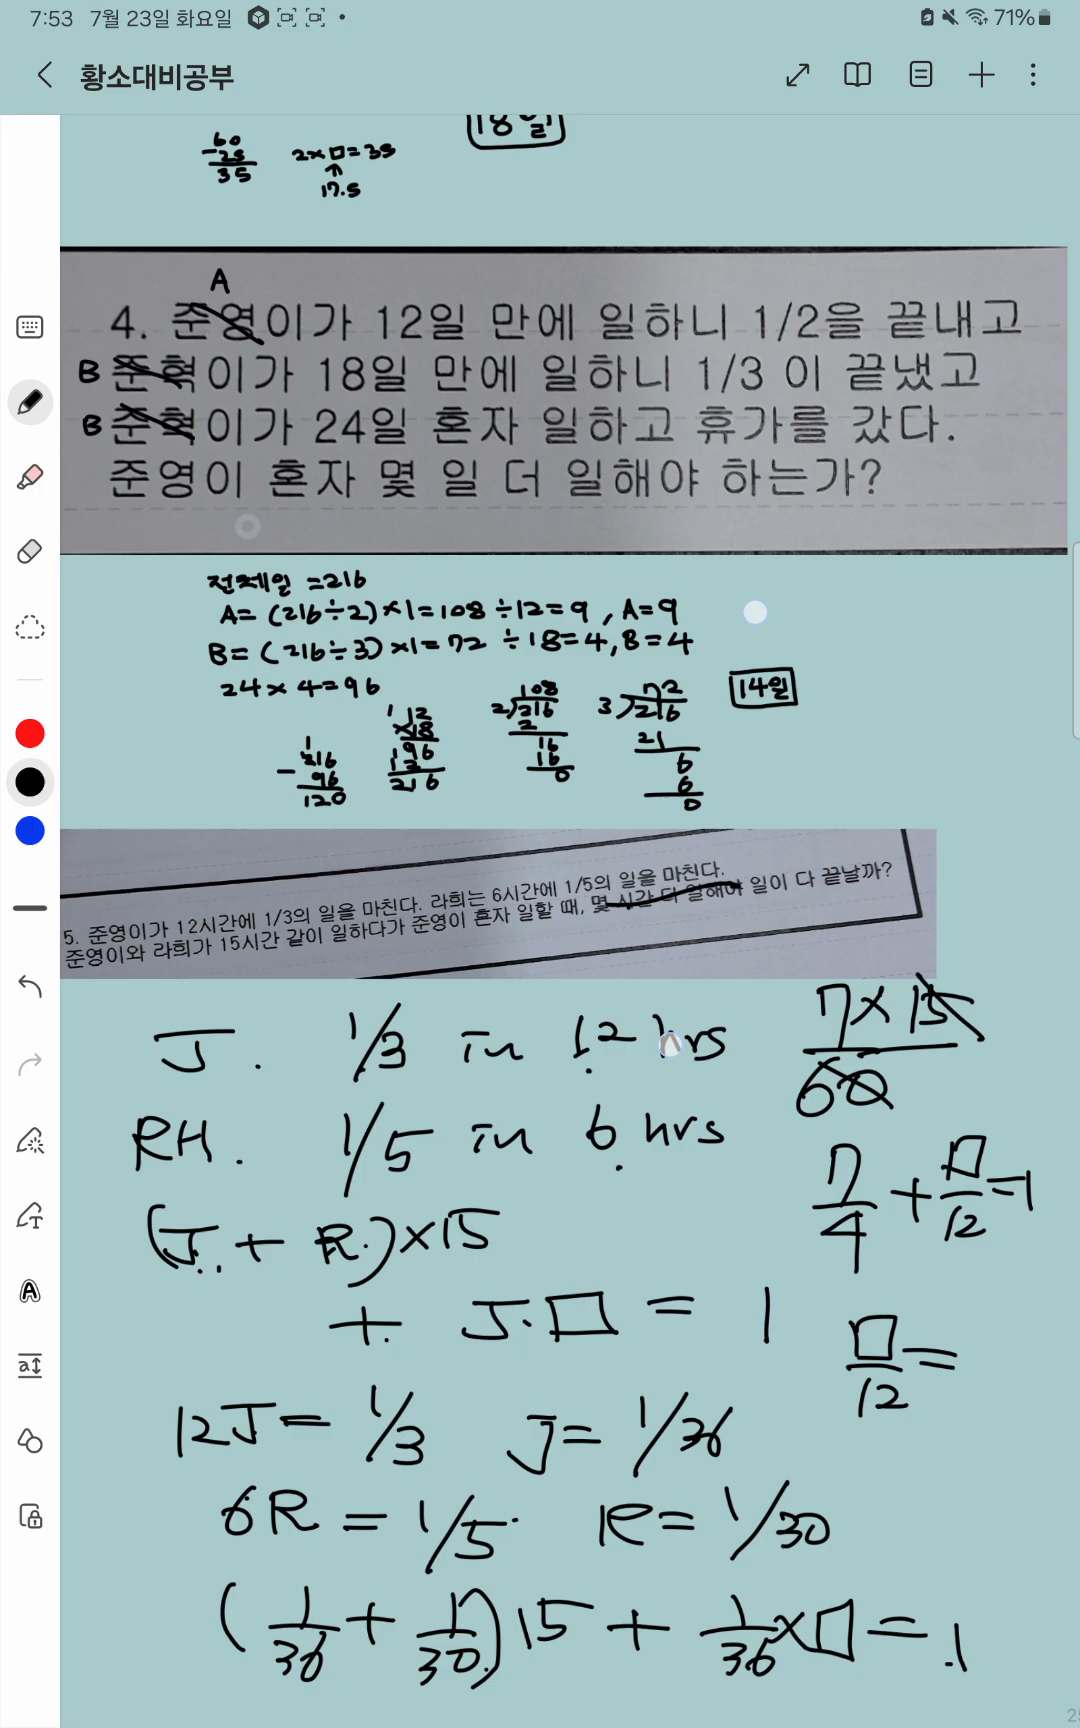 7:53 7월 23일 화요일
71%
황소대비공부
60
-25
35
2×□=35
↑
17.5
18일
A
4. 준영이가 12일 만에 일하니 1/2을 끝내고
B 준혁이가 18일 만에 일하니 1/3 이 끝냈고
B 준혁이가 24일 혼자 일하고 휴가를 갔다.
준영이 혼자 몇 일 더 일해야 하는가?
전체일 =216
A= (216÷2)×1=108÷12=9, A=9
B= (216÷3)×1=72÷18=4, B=4
24×4=96
14일
1
216
- 96
120
1
12
×18
96
12
216
108
2)216
2
16
16
0
72
3)216
21
6
6
0
5. 준영이가 12시간에 1/3의 일을 마친다. 라희는 6시간에 1/5의 일을 마친다.
준영이와 라희가 15시간 같이 일하다가 준영이 혼자 일할 때, 몇 시간 더 일해야 일이 다 끝날까?
J. 1/3 in 12 hrs
RH. 1/5 in 6 hrs
(J + R)×15
+ J·□ = 1
12J= 1/3 J= 1/36
6R = 1/5 R= 1/30
(1/36 + 1/30)15 + 1/36×□=1
7×15
60
7/4+□/12=1
□/12=